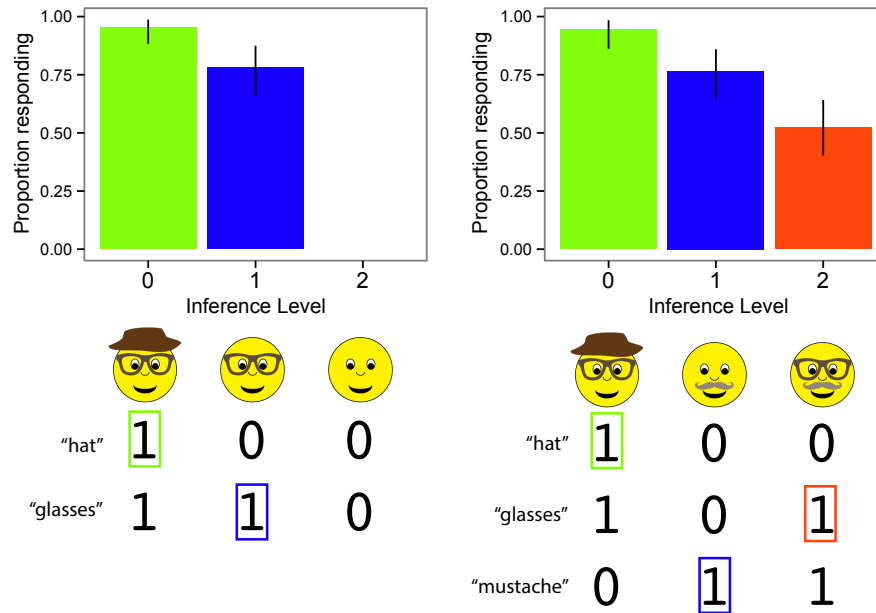 1.00
0.75
0.50
0.25
0.00
Proportion responding
0 1 2
Inference Level
"hat" 1 0 0
"glasses" 1 1 0
1.00
0.75
0.50
0.25
0.00
Proportion responding
0 1 2
Inference Level
"hat" 1 0 0
"glasses" 1 0 1
"mustache" 0 1 1